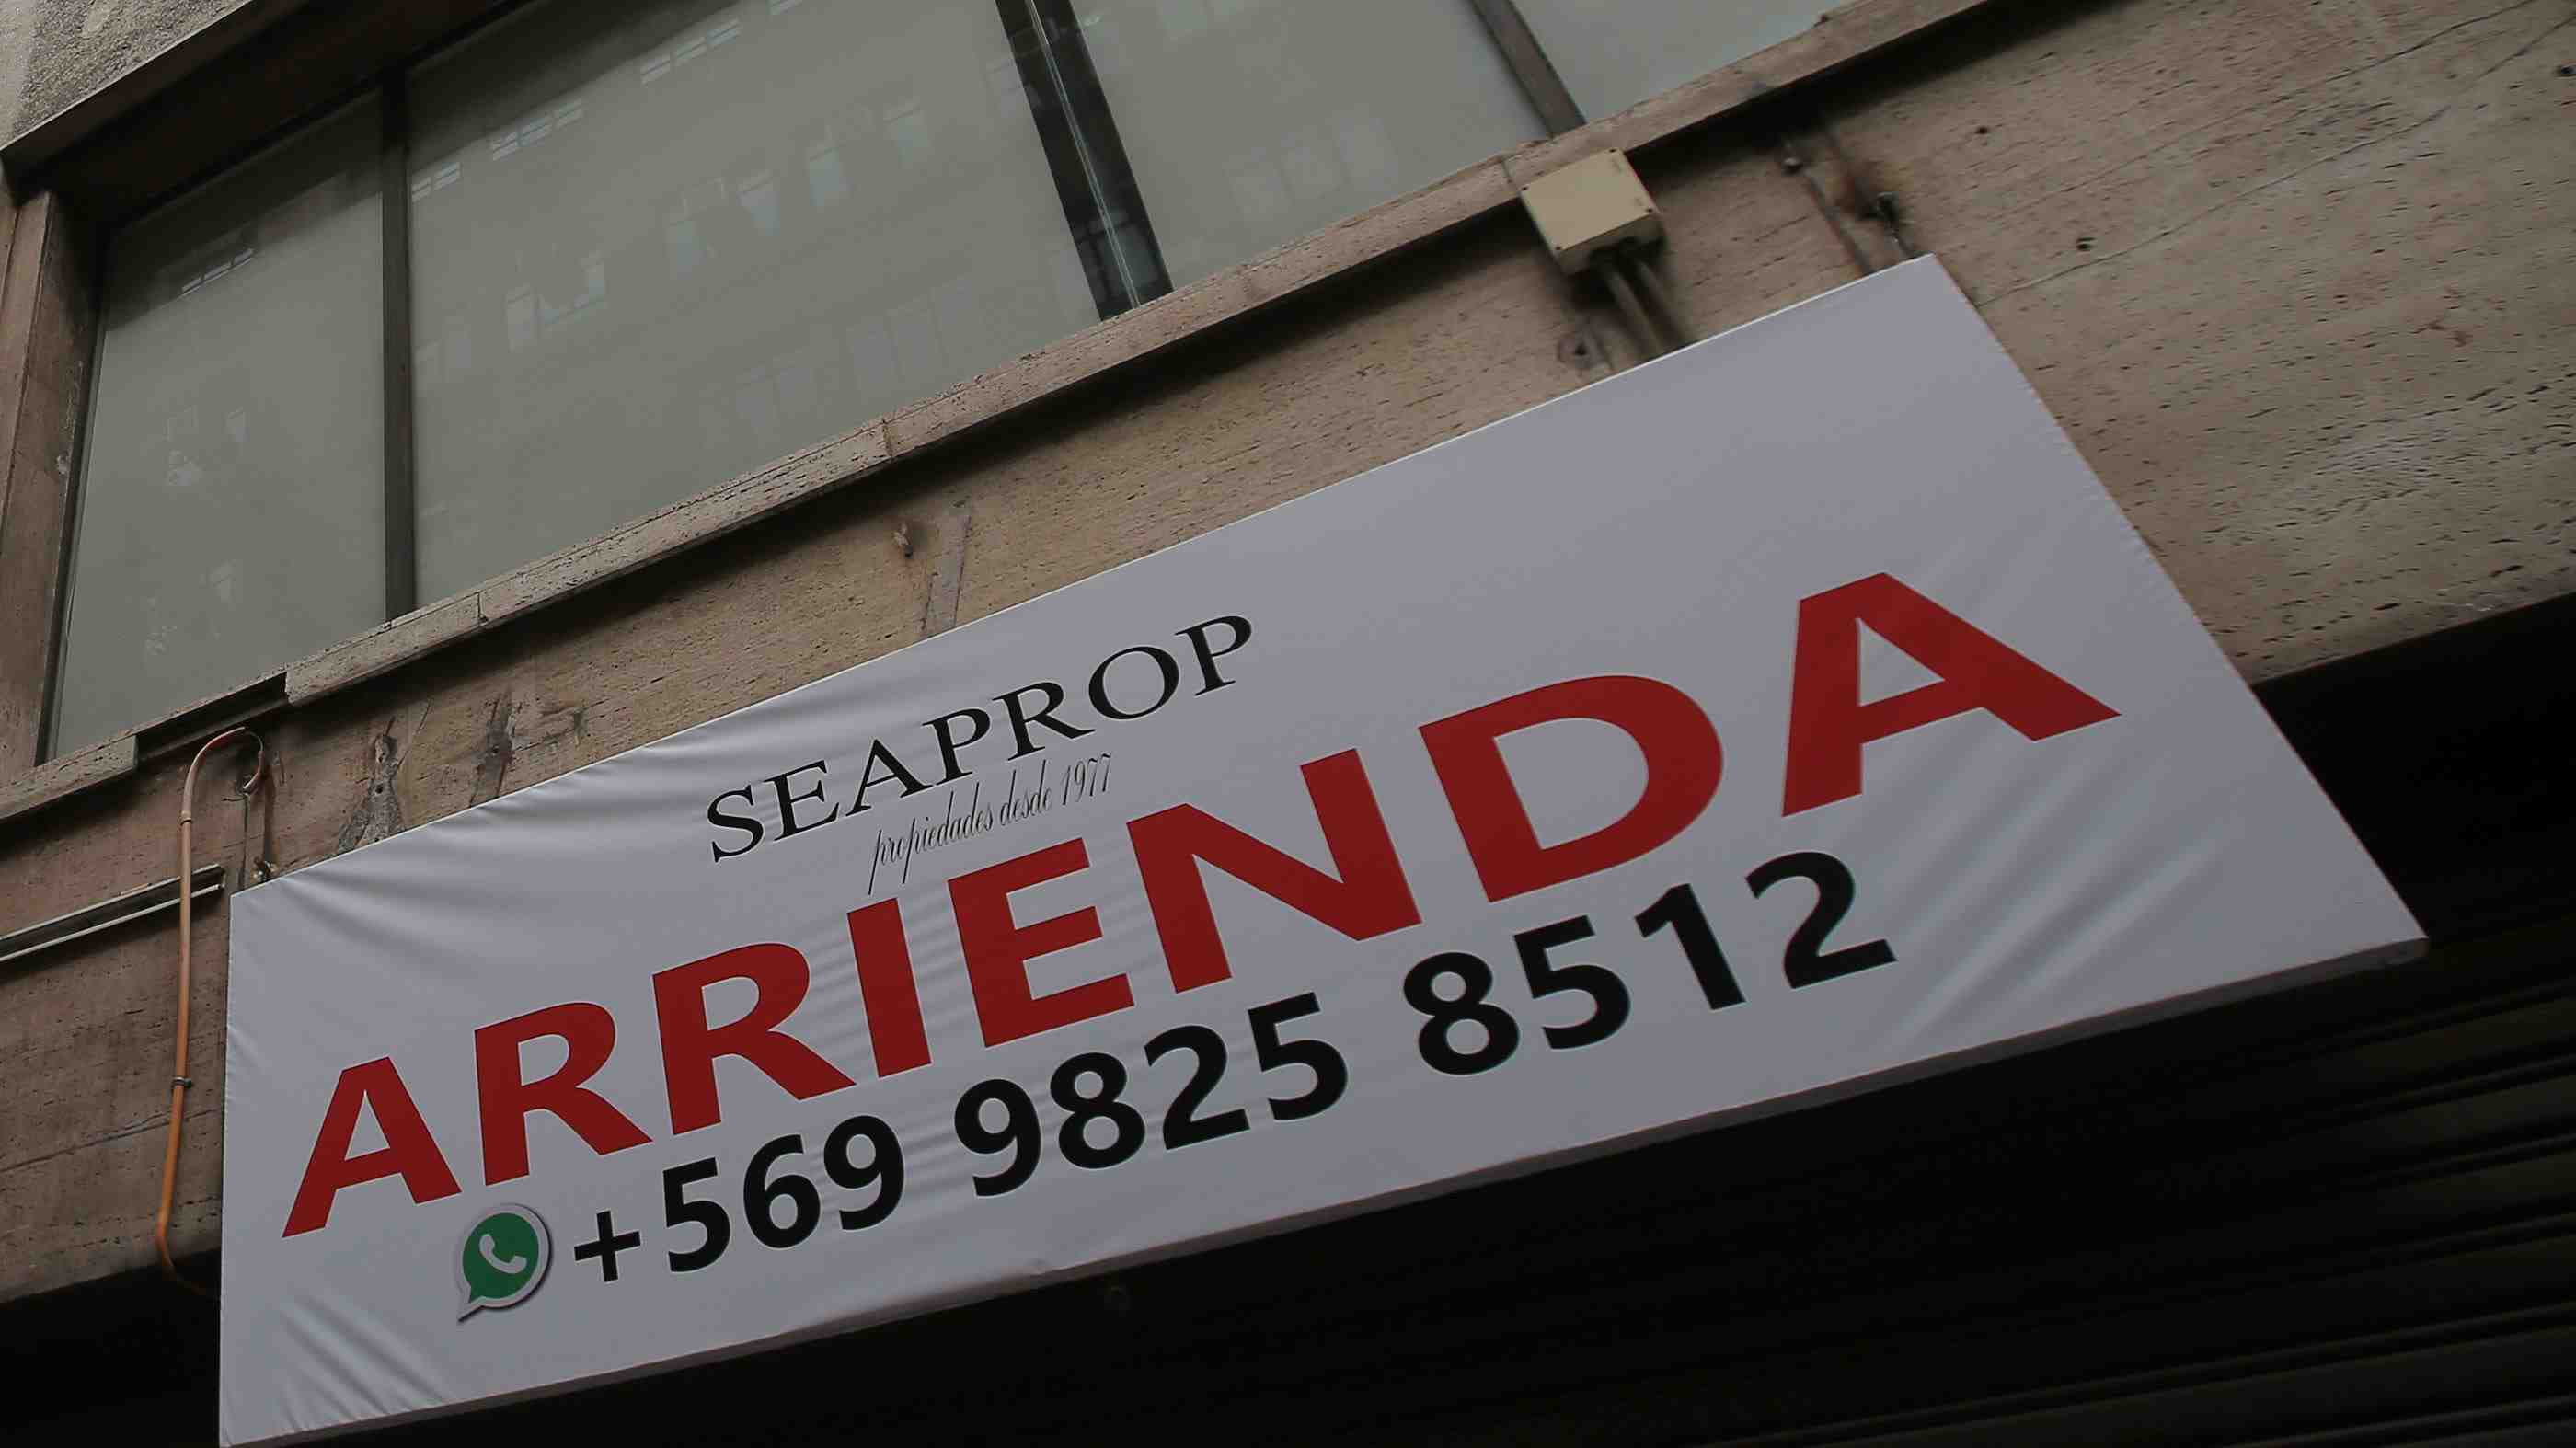 SEAPROP
propiedades desde 1977
ARRIENDA
+569 9825 8512